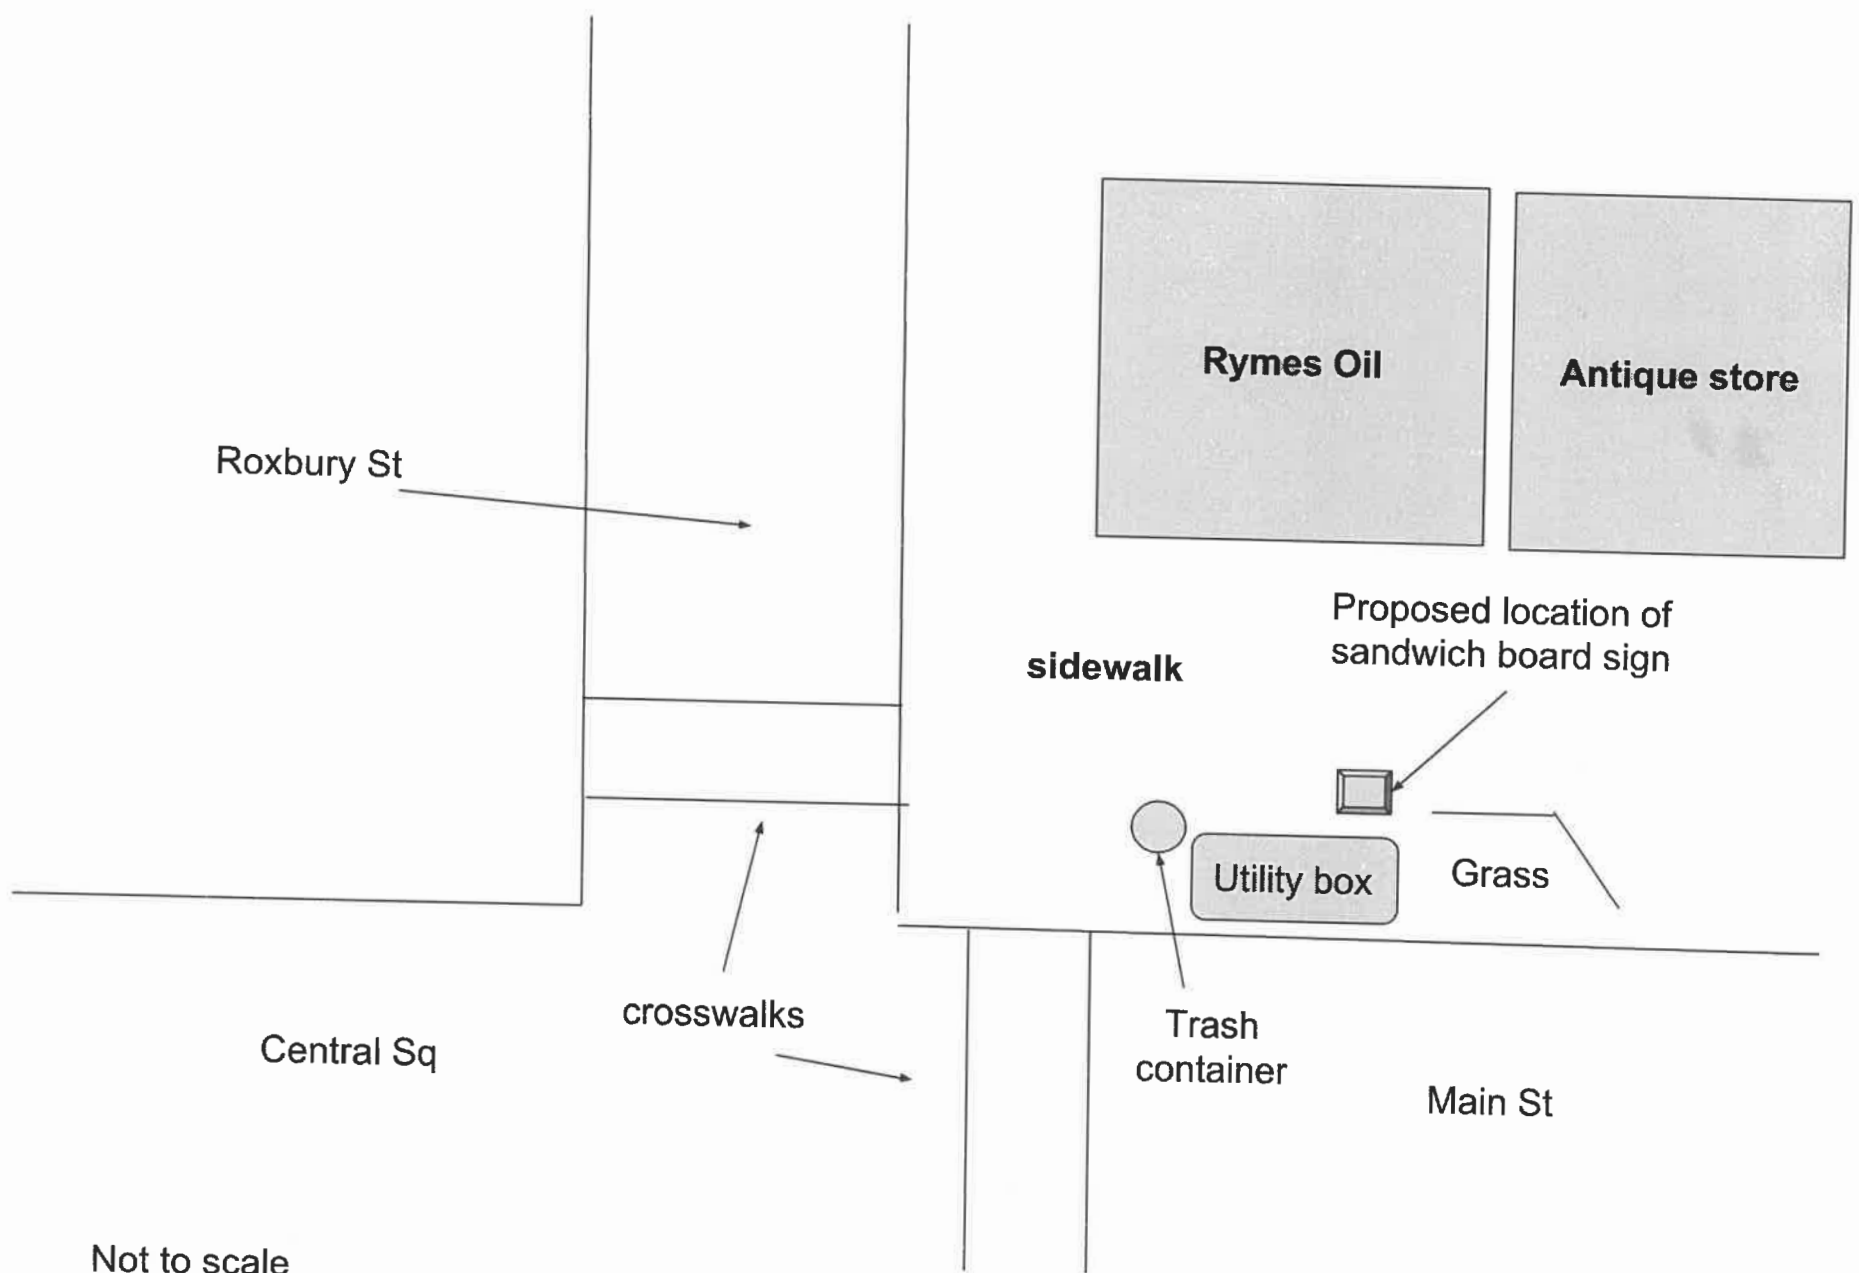 Rymes Oil
Antique store
Roxbury St
Proposed location of
sandwich board sign
sidewalk
Utility box
Grass
crosswalks
Trash
container
Central Sq
Main St
Not to scale